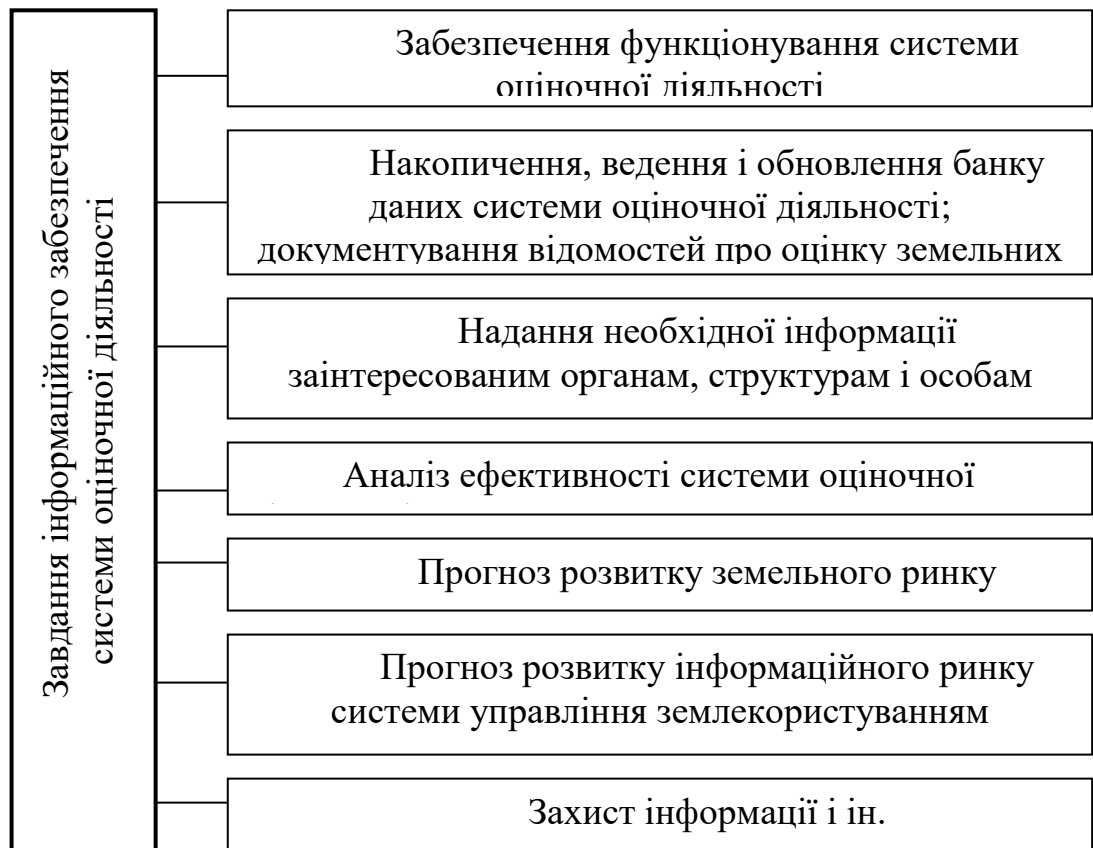 Завдання інформаційного забезпечення
системи оціночної діяльності
Забезпечення функціонування системи
оціночної діяльності
Накопичення, ведення і обновлення банку
даних системи оціночної діяльності;
документування відомостей про оцінку земельних
Надання необхідної інформації
заінтересованим органам, структурам і особам
Аналіз ефективності системи оціночної
Прогноз розвитку земельного ринку
Прогноз розвитку інформаційного ринку
системи управління землекористуванням
Захист інформації і ін.